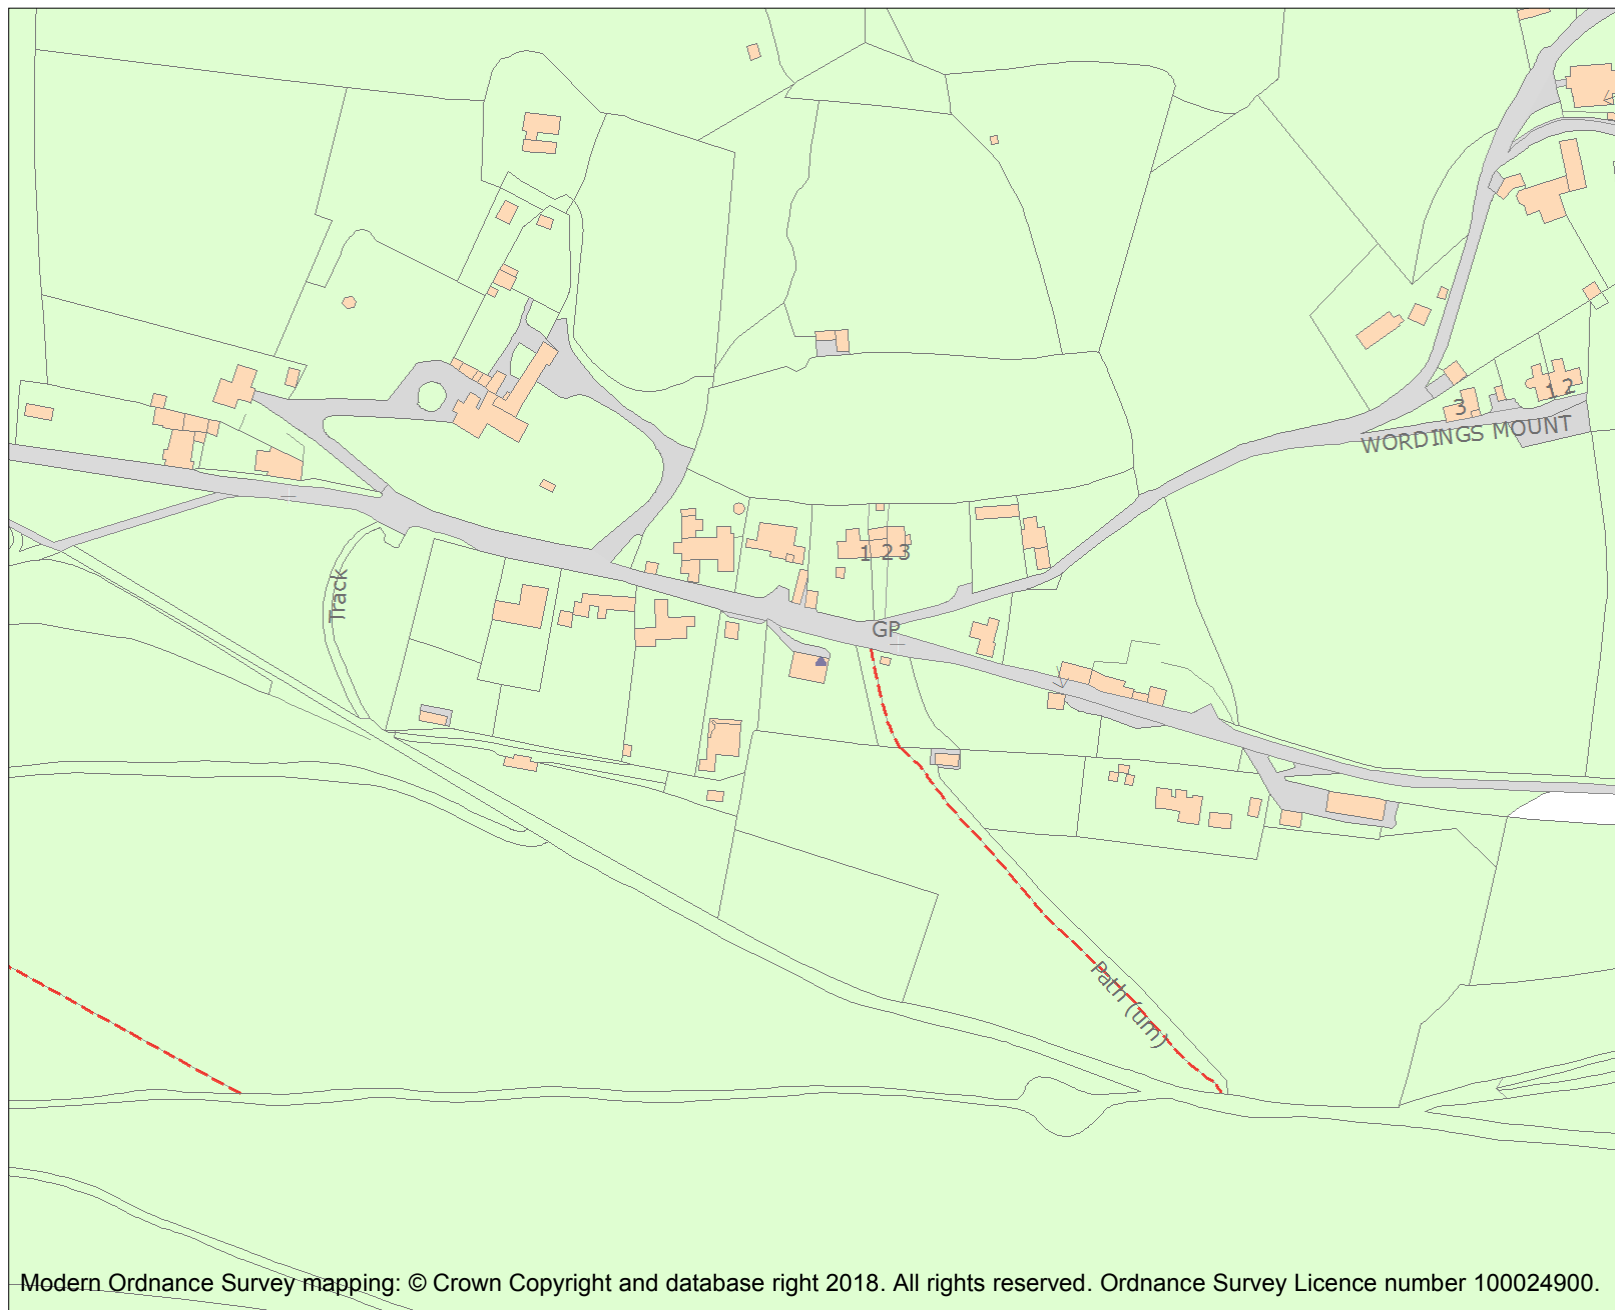 1 2
3
WORDINGS MOUNT
1 2 3
Track
GP
Path (um)
Modern Ordnance Survey mapping: © Crown Copyright and database right 2018. All rights reserved. Ordnance Survey Licence number 100024900.